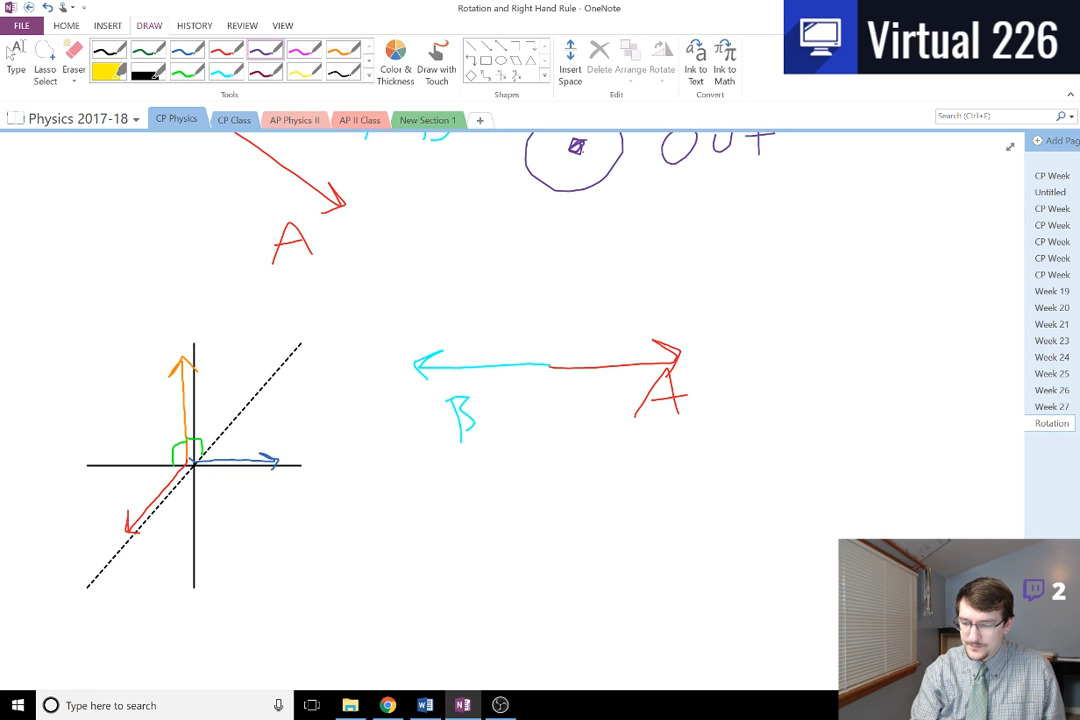 Rotation and Right Hand Rule - OneNote
Virtual 226
FILE HOME INSERT DRAW HISTORY REVIEW VIEW
Type
Lasso Select
Eraser
Color & Thickness
Draw with Touch
Insert Space
Delete
Arrange
Rotate
Ink to Text
Ink to Math
Tools
Shapes
Edit
Convert
Physics 2017-18
CP Physics
CP Class
AP Physics II
AP II Class
New Section 1
Search (Ctrl+F)
Add Pag
CP Week
Untitled
CP Week
CP Week
CP Week
CP Week
CP Week
Week 19
Week 20
Week 21
Week 23
Week 24
Week 25
Week 26
Week 27
Rotation
OUT
A
B
A
2
Type here to search